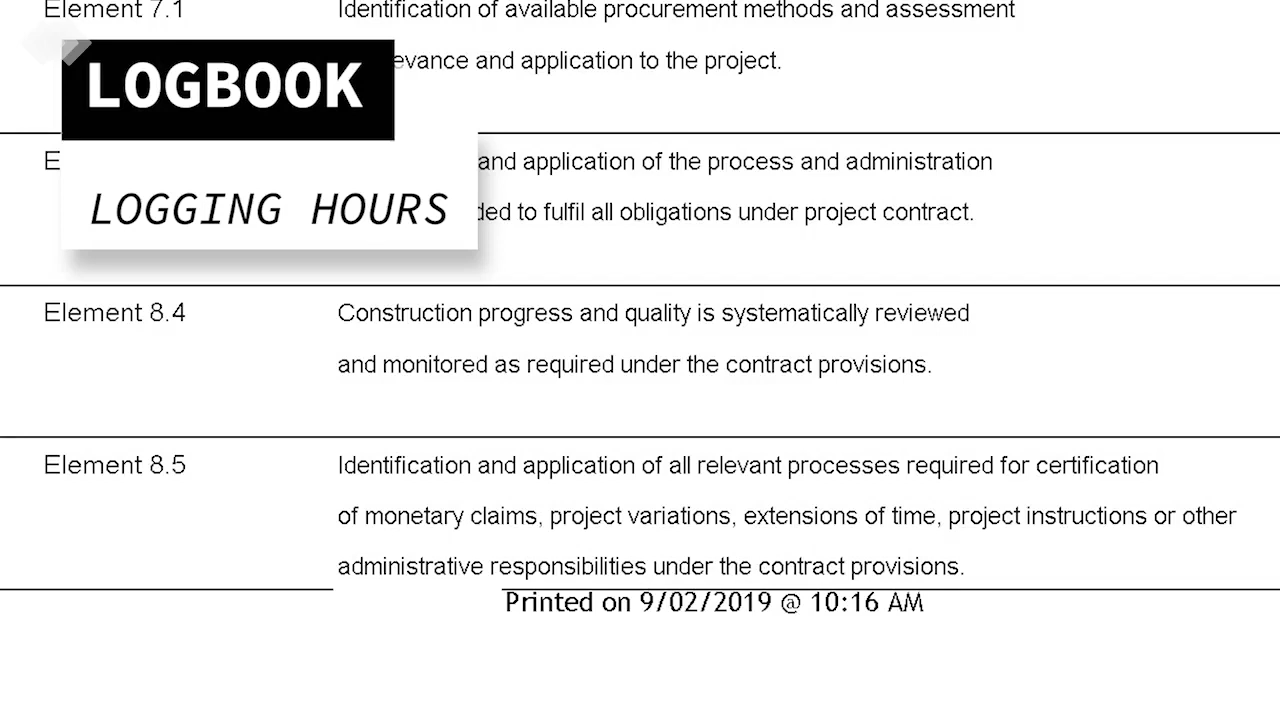 Element 7.1 Identification of available procurement methods and assessment
evance and application to the project.
LOGBOOK
LOGGING HOURS
and application of the process and administration
to fulfil all obligations under project contract.
Element 8.4 Construction progress and quality is systematically reviewed
and monitored as required under the contract provisions.
Element 8.5 Identification and application of all relevant processes required for certification
of monetary claims, project variations, extensions of time, project instructions or other
administrative responsibilities under the contract provisions.
Printed on 9/02/2019 @ 10:16 AM